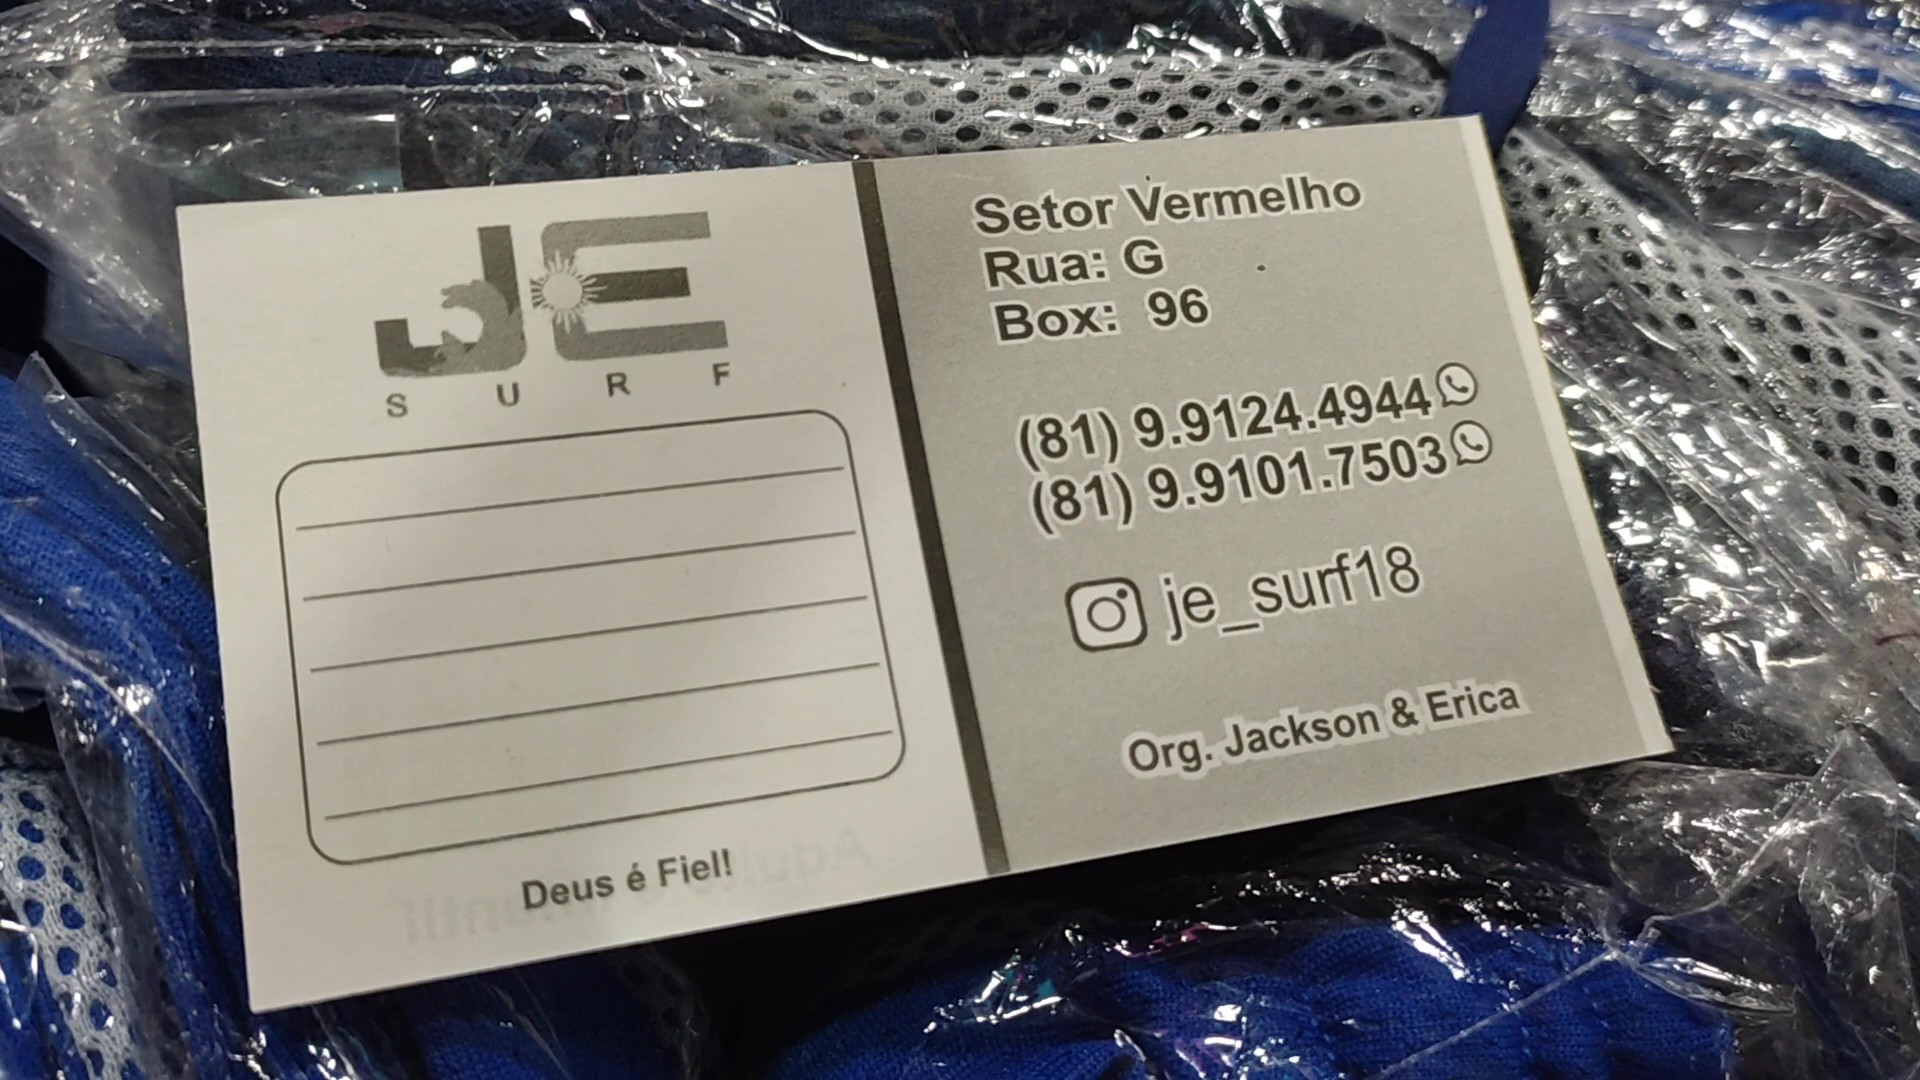 JE
SURF
Deus é Fiel!
Setor Vermelho
Rua: G
Box: 96
(81) 9.9124.4944
(81) 9.9101.7503
je_surf18
Org. Jackson & Erica